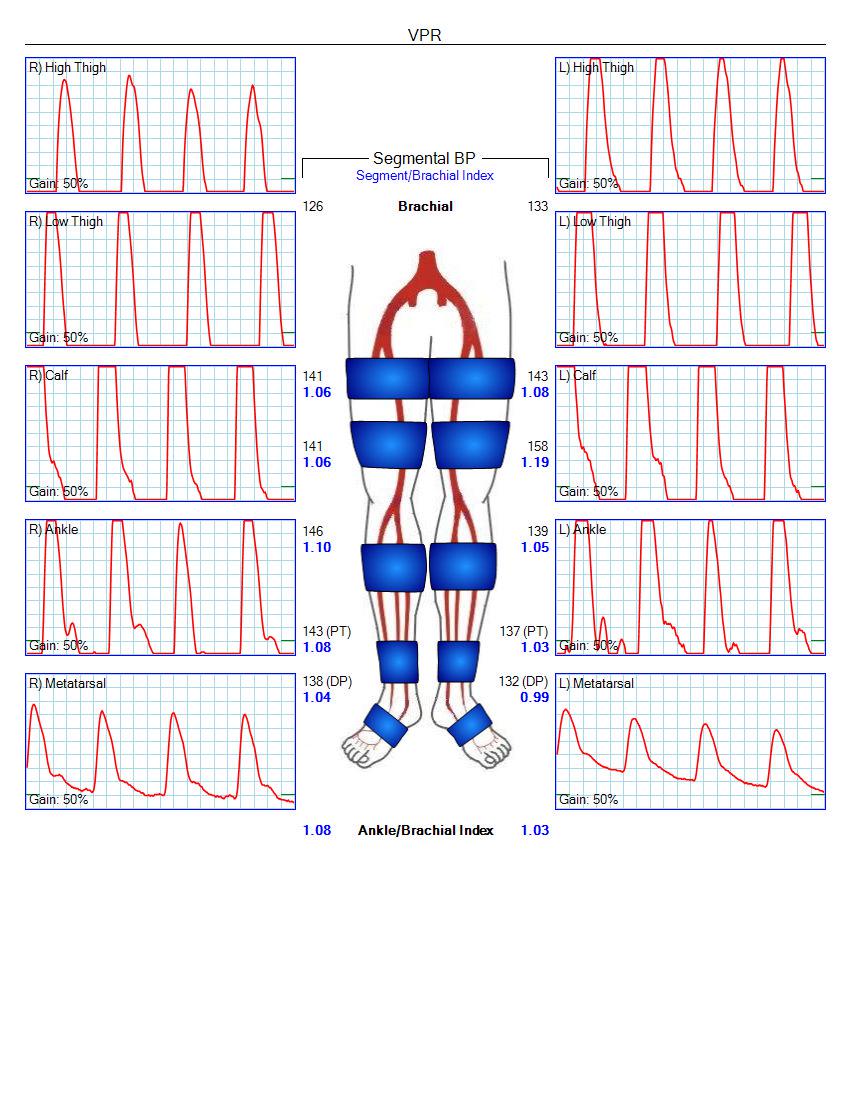 VPR
R) High Thigh
Gain: 50%
L) High Thigh
Gain: 50%
Segmental BP
Segment/Brachial Index
126 Brachial 133
R) Low Thigh
Gain: 50%
L) Low Thigh
Gain: 50%
141 143
1.06 1.08
R) Calf
Gain: 50%
L) Calf
Gain: 50%
141 158
1.06 1.19
R) Ankle
Gain: 50%
L) Ankle
Gain: 50%
146 139
1.10 1.05
143 (PT) 137 (PT)
1.08 1.03
R) Metatarsal
Gain: 50%
L) Metatarsal
Gain: 50%
138 (DP) 132 (DP)
1.04 0.99
1.08 Ankle/Brachial Index 1.03